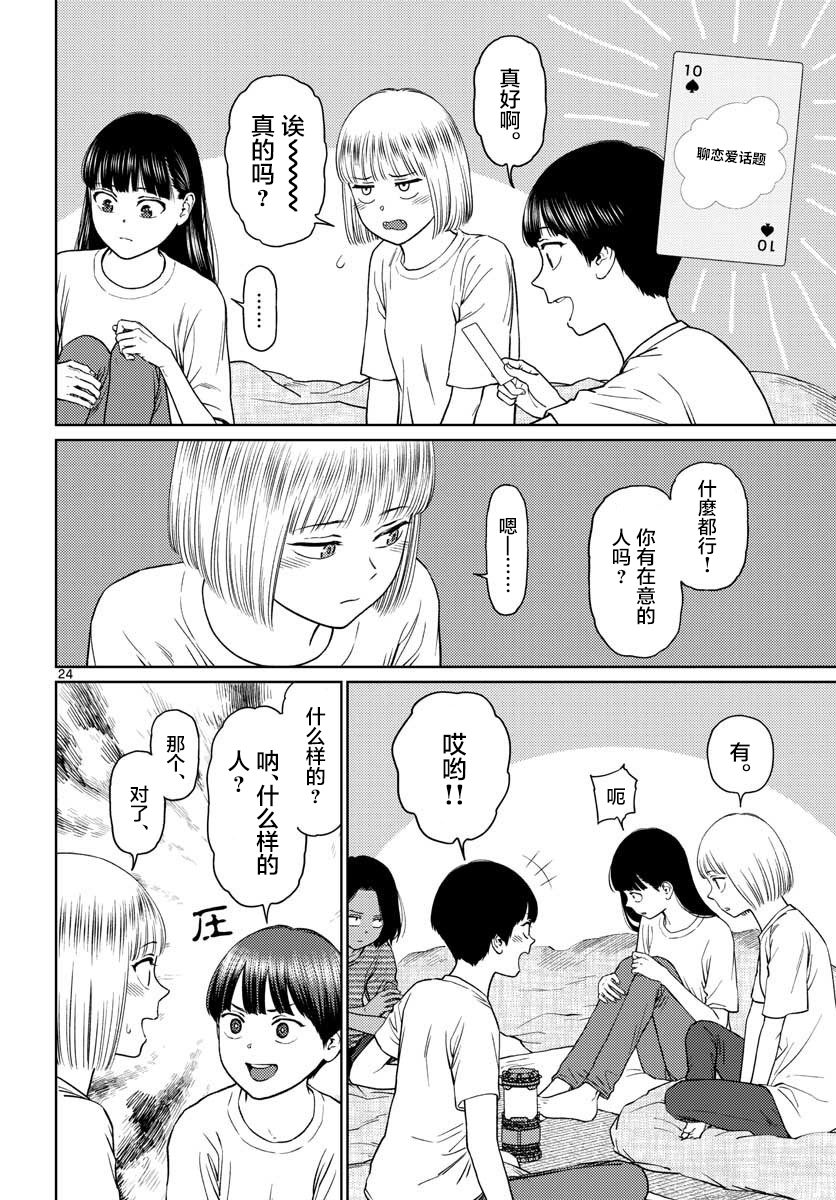 10
聊恋爱话题
10
真好啊。
诶~~~
真的吗?
……
什麼都行!
你有在意的
人吗?
嗯——……
24
有。
呃
哎哟!!
什么样的?
呐、什么样的
人?
圧
那个、
对了、